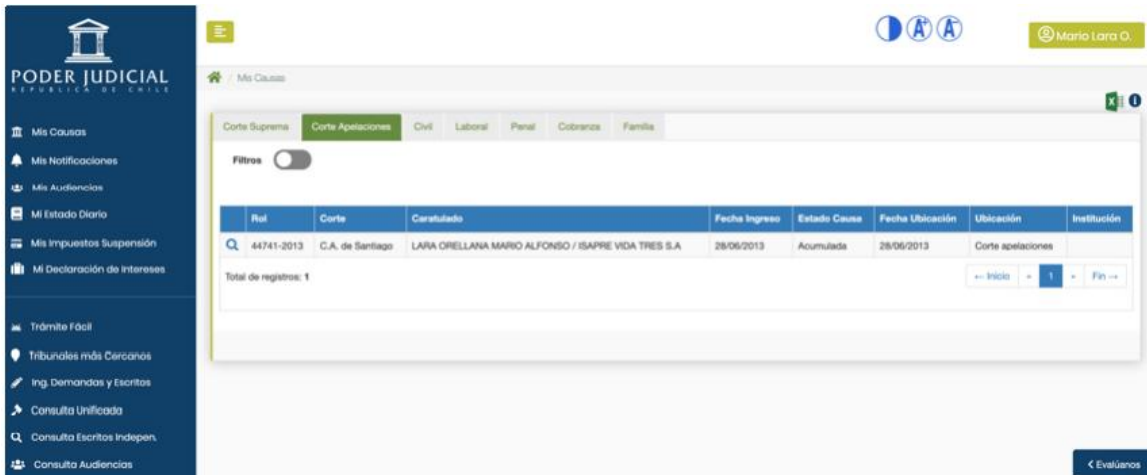 Mario Lara O.
PODER JUDICIAL
REPUBLICA DE CHILE
/ Mis Causas
Mis Causas
Mis Notificaciones
Mis Audiencias
Mi Estado Diario
Mis Impuestos Suspensión
Mi Declaración de Intereses
Trámite Fácil
Tribunales más Cercanos
Ing. Demandas y Escritos
Consulta Unificada
Consulta Escritos Indepen.
Consulta Audiencias
Corte Suprema Corte Apelaciones Civil Laboral Penal Cobranza Familia
Filtros
Rol Corte Caratulado Fecha Ingreso Estado Causa Fecha Ubicación Ubicación Institución
44741-2013 C.A. de Santiago LARA ORELLANA MARIO ALFONSO / ISAPRE VIDA TRES S.A 28/06/2013 Acumulada 28/06/2013 Corte apelaciones
Total de registros: 1
← Inicio « 1 » Fin →
< Evalúanos